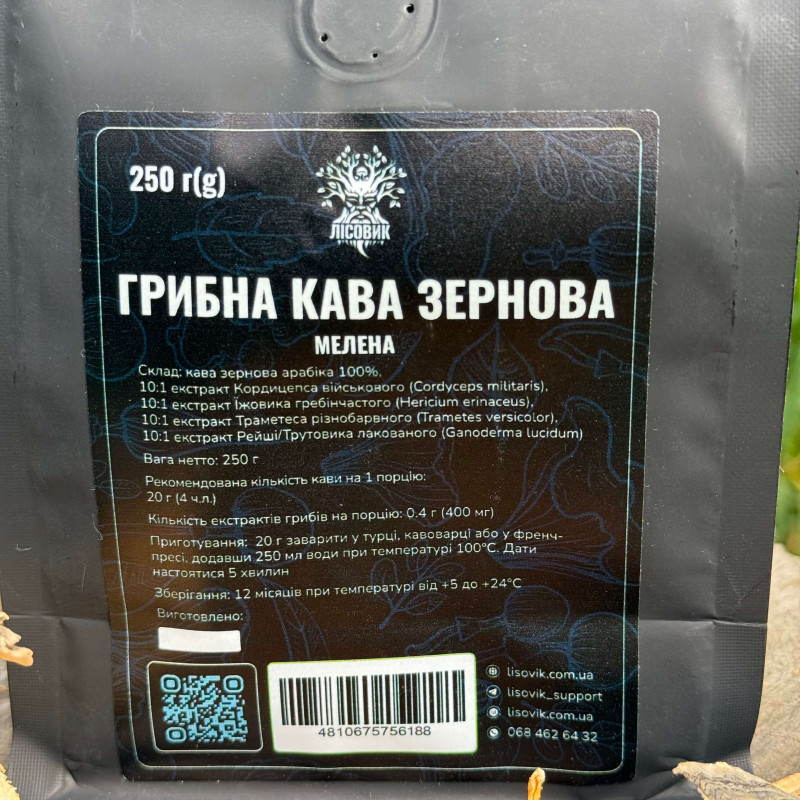 250 г(g)
ЛІСОВИК
ГРИБНА КАВА ЗЕРНОВА
МЕЛЕНА
Склад: кава зернова арабіка 100%,
10:1 екстракт Кордицепса військового (Cordyceps militaris),
10:1 екстракт Їжовика гребінчастого (Hericium erinaceus),
10:1 екстракт Траметеса різнобарвного (Trametes versicolor),
10:1 екстракт Рейші/Трутовика лакованого (Ganoderma lucidum)
Вага нетто: 250 г
Рекомендована кількість кави на 1 порцію:
20 г (4 ч.л.)
Кількість екстрактів грибів на порцію: 0.4 г (400 мг)
Приготування: 20 г заварити у турці, кавоварці або у френч-
пресі, додавши 250 мл води при температурі 100°C. Дати
настоятися 5 хвилин
Зберігання: 12 місяців при температурі від +5 до +24°C
Виготовлено:
lisovik.com.ua
lisovik_support
lisovik.com.ua
068 462 64 32
4810675756188